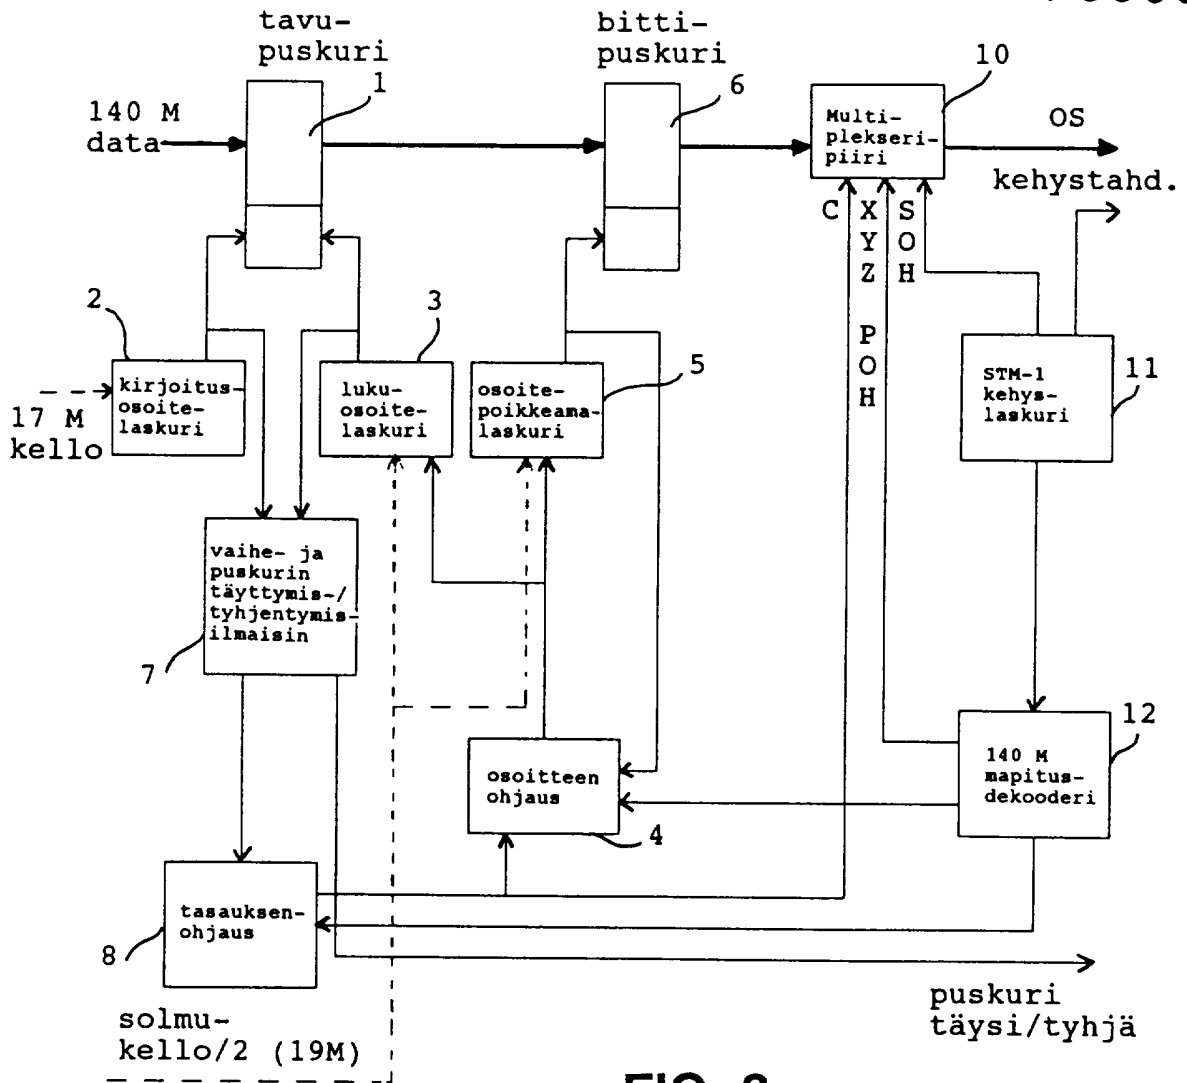 tavu-
puskuri
bitti-
puskuri
1
6
10
140 M
data
Multi-
plekseri-
piiri
OS
kehystahd.
C
XYZ POH
SOH
2
3
5
11
kirjoitus-
osoite-
laskuri
luku-
osoite-
laskuri
osoite-
poikkeama-
laskuri
STM-1
kehys-
laskuri
17 M
kello
vaihe- ja
puskurin
täyttymis-/
tyhjentymis-
ilmaisin
7
12
osoitteen
ohjaus
140 M
mapitus-
dekooderi
4
tasauksen-
ohjaus
8
puskuri
täysi/tyhjä
solmu-
kello/2 (19M)